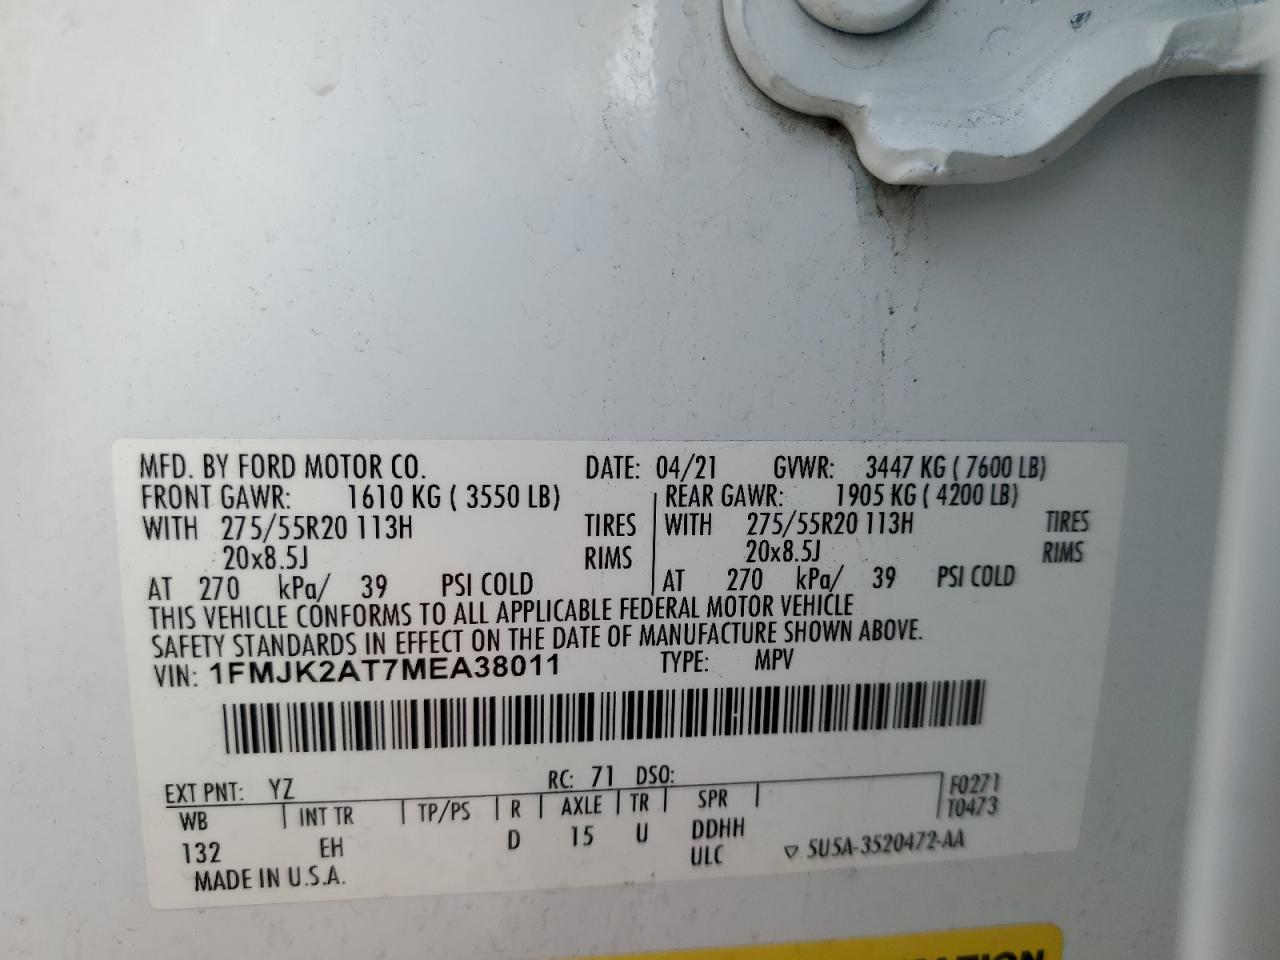 MFD. BY FORD MOTOR CO. DATE: 04/21 GVWR: 3447 KG ( 7600 LB)
FRONT GAWR: 1610 KG ( 3550 LB) REAR GAWR: 1905 KG ( 4200 LB)
WITH 275/55R20 113H TIRES WITH 275/55R20 113H TIRES
20x8.5J RIMS 20x8.5J RIMS
AT 270 kPa/ 39 PSI COLD AT 270 kPa/ 39 PSI COLD
THIS VEHICLE CONFORMS TO ALL APPLICABLE FEDERAL MOTOR VEHICLE
SAFETY STANDARDS IN EFFECT ON THE DATE OF MANUFACTURE SHOWN ABOVE.
VIN: 1FMJK2AT7MEA38011 TYPE: MPV
EXT PNT: YZ RC: 71 DSO: F0271
WB INT TR TP/PS R AXLE TR SPR T0473
132 EH D 15 U DDHH
ULC ▽ 5U5A-3520472-AA
MADE IN U.S.A.